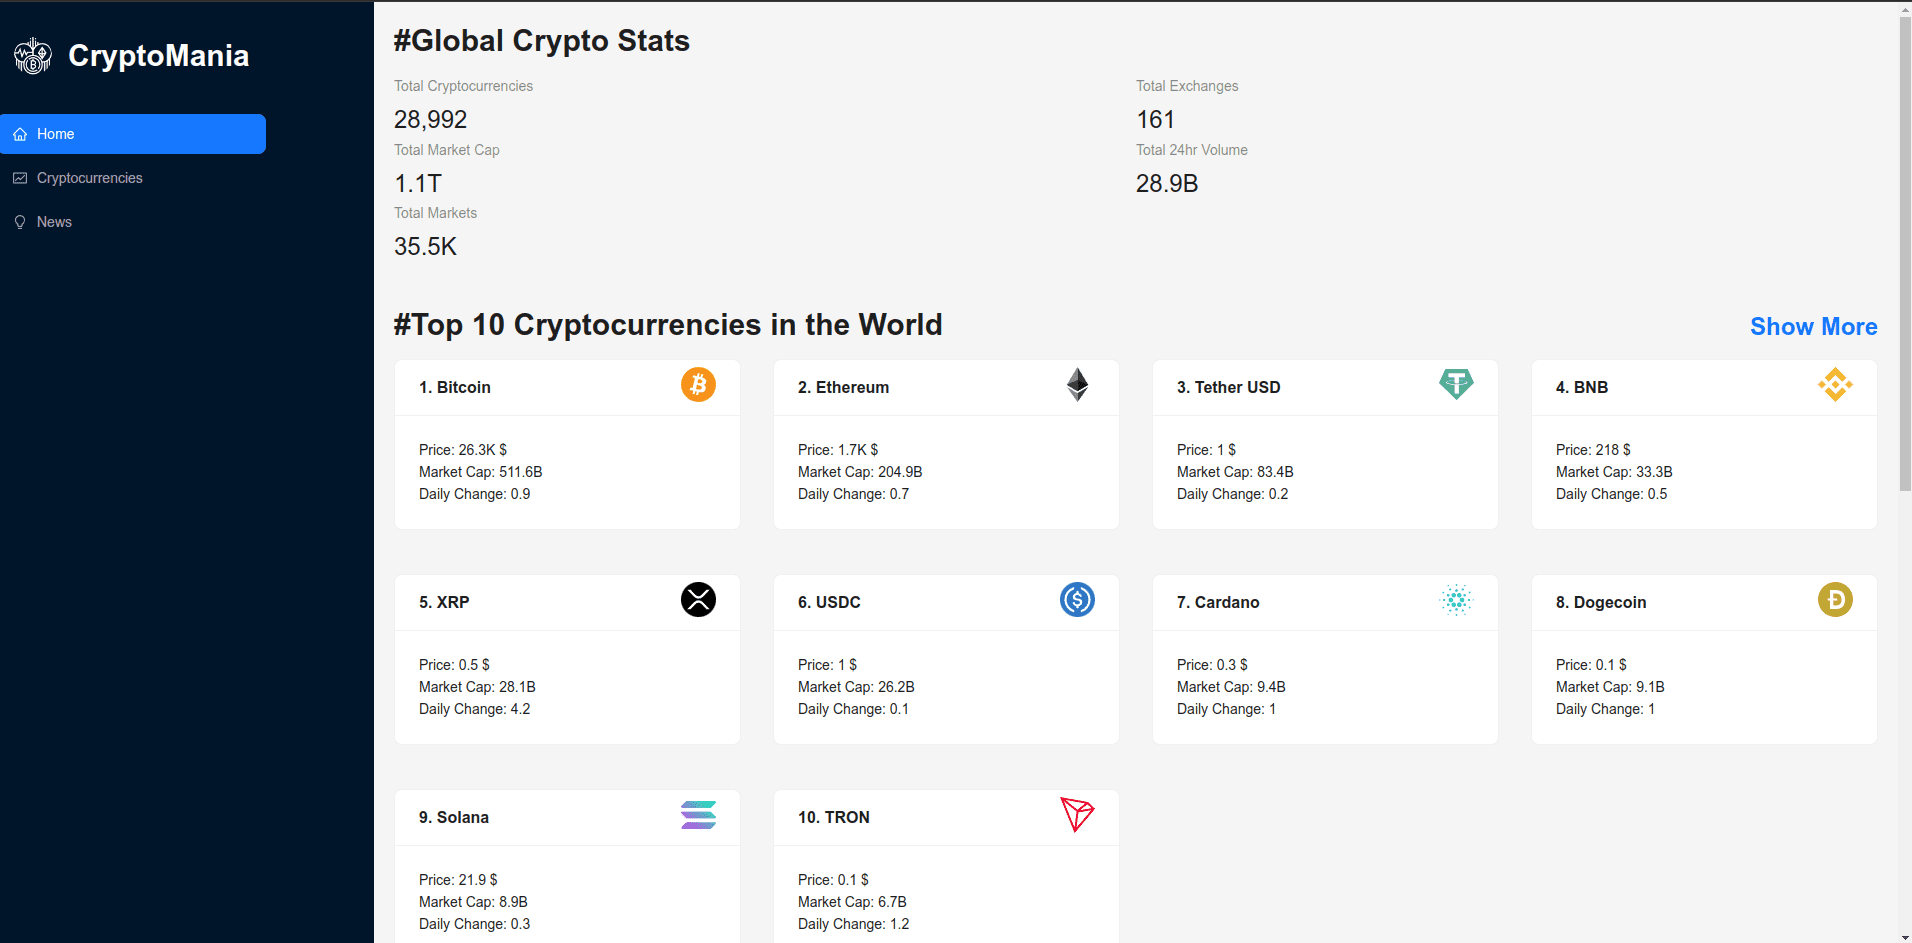 CryptoMania
Home
Cryptocurrencies
News
#Global Crypto Stats
Total Cryptocurrencies
28,992
Total Exchanges
161
Total Market Cap
1.1T
Total 24hr Volume
28.9B
Total Markets
35.5K
#Top 10 Cryptocurrencies in the World
Show More
1. Bitcoin
Price: 26.3K $
Market Cap: 511.6B
Daily Change: 0.9
2. Ethereum
Price: 1.7K $
Market Cap: 204.9B
Daily Change: 0.7
3. Tether USD
Price: 1 $
Market Cap: 83.4B
Daily Change: 0.2
4. BNB
Price: 218 $
Market Cap: 33.3B
Daily Change: 0.5
5. XRP
Price: 0.5 $
Market Cap: 28.1B
Daily Change: 4.2
6. USDC
Price: 1 $
Market Cap: 26.2B
Daily Change: 0.1
7. Cardano
Price: 0.3 $
Market Cap: 9.4B
Daily Change: 1
8. Dogecoin
Price: 0.1 $
Market Cap: 9.1B
Daily Change: 1
9. Solana
Price: 21.9 $
Market Cap: 8.9B
Daily Change: 0.3
10. TRON
Price: 0.1 $
Market Cap: 6.7B
Daily Change: 1.2